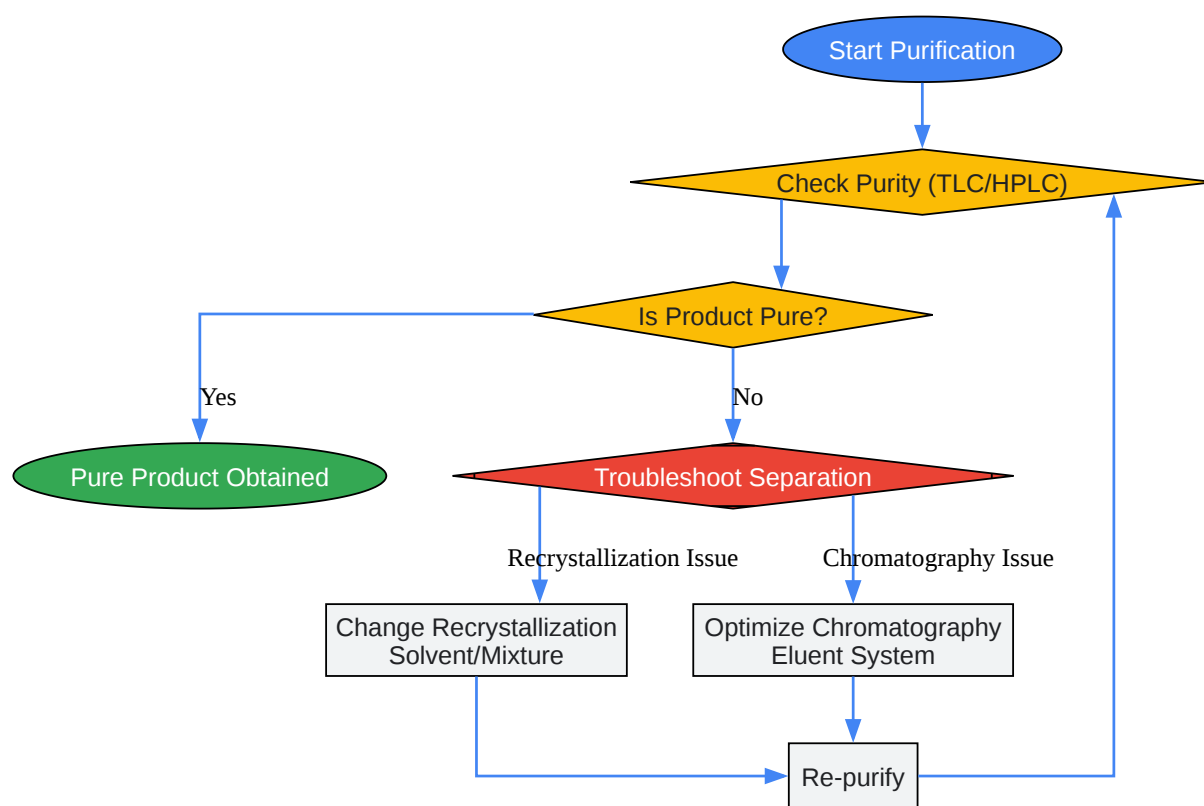 Start Purification
Check Purity (TLC/HPLC)
Is Product Pure?
Yes
No
Pure Product Obtained
Troubleshoot Separation
Recrystallization Issue
Chromatography Issue
Change Recrystallization
Solvent/Mixture
Optimize Chromatography
Eluent System
Re-purify